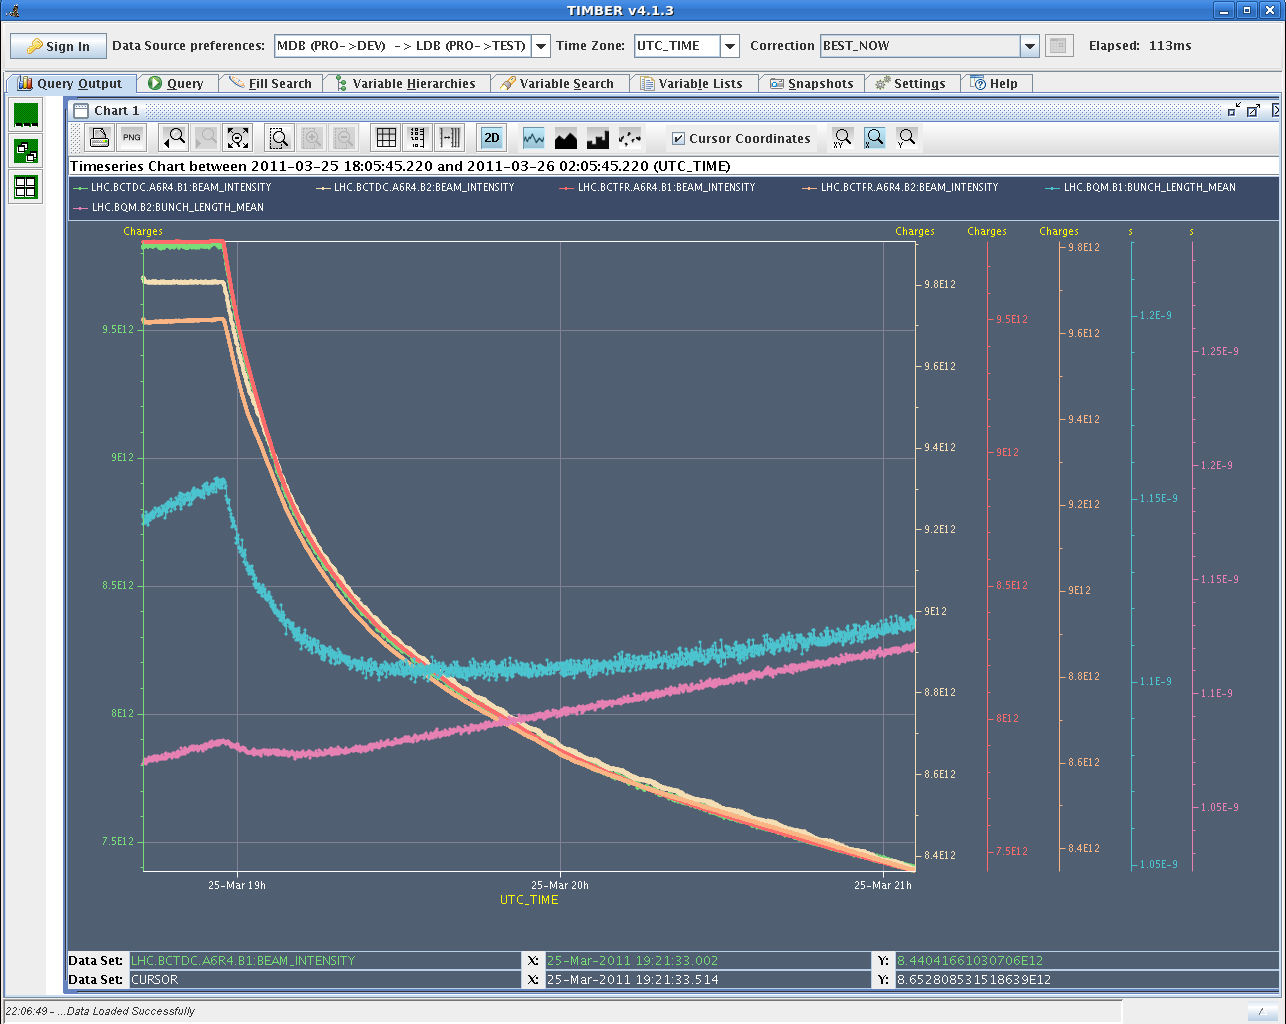 TIMBER v4.1.3
Sign In Data Source preferences: MDB (PRO->DEV) -> LDB (PRO->TEST) Time Zone: UTC_TIME Correction BEST_NOW Elapsed: 113ms
Query Output Query Fill Search Variable Hierarchies Variable Search Variable Lists Snapshots Settings Help
Chart 1
PNG 2D Cursor Coordinates XY X Y
Timeseries Chart between 2011-03-25 18:05:45.220 and 2011-03-26 02:05:45.220 (UTC_TIME)
LHC.BCTDC.A6R4.B1:BEAM_INTENSITY LHC.BCTDC.A6R4.B2:BEAM_INTENSITY LHC.BCTFR.A6R4.B1:BEAM_INTENSITY LHC.BCTFR.A6R4.B2:BEAM_INTENSITY LHC.BQM.B1:BUNCH_LENGTH_MEAN
LHC.BQM.B2:BUNCH_LENGTH_MEAN
Charges Charges Charges Charges s s
9.5E12
9E12
8.5E12
8E12
7.5E12
9.8E12
9.6E12
9.4E12
9.2E12
9E12
8.8E12
8.6E12
8.4E12
9.5E12
9E12
8.5E12
8E12
7.5E12
9.8E12
9.6E12
9.4E12
9.2E12
9E12
8.8E12
8.6E12
8.4E12
1.2E-9
1.15E-9
1.1E-9
1.05E-9
1.25E-9
1.2E-9
1.15E-9
1.1E-9
1.05E-9
25-Mar 19h 25-Mar 20h 25-Mar 21h
UTC_TIME
Data Set: LHC.BCTDC.A6R4.B1:BEAM_INTENSITY X: 25-Mar-2011 19:21:33.002 Y: 8.44041661030706E12
Data Set: CURSOR X: 25-Mar-2011 19:21:33.514 Y: 8.652808531518639E12
22:06:49 - ...Data Loaded Successfully